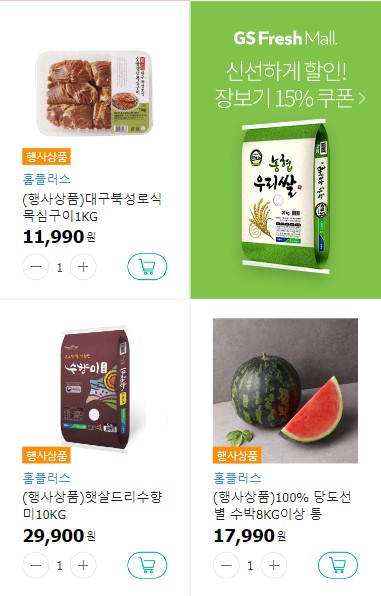 행사상품
홈플러스
(행사상품)대구북성로식
목심구이1KG
11,990원
1
GS Fresh Mall.
신선하게 할인!
장보기 15% 쿠폰 >
농협
우리쌀
20kg
수향미
행사상품
홈플러스
(행사상품)햇살드리수향
미10KG
29,900원
1
행사상품
홈플러스
(행사상품)100% 당도선
별 수박8KG이상 통
17,990원
1